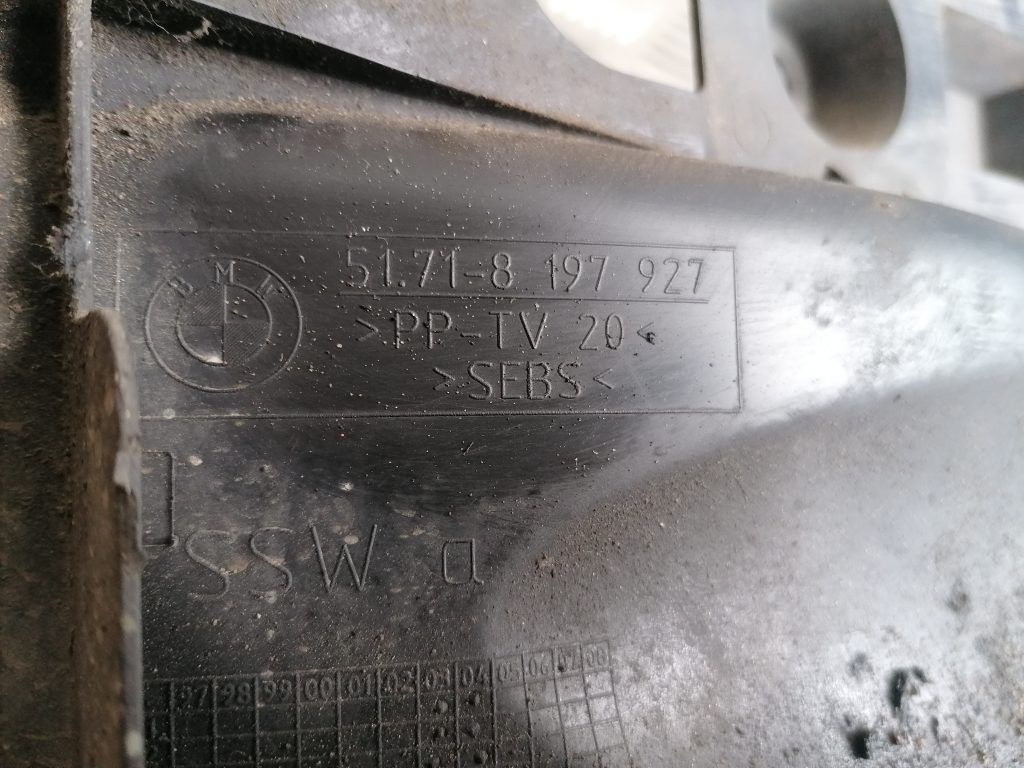 BMW
51.71-8 197 927
>PP-TV 20<
>SEBS<
SSW a
97 98 99 00 01 02 03 04 05 06 07 08